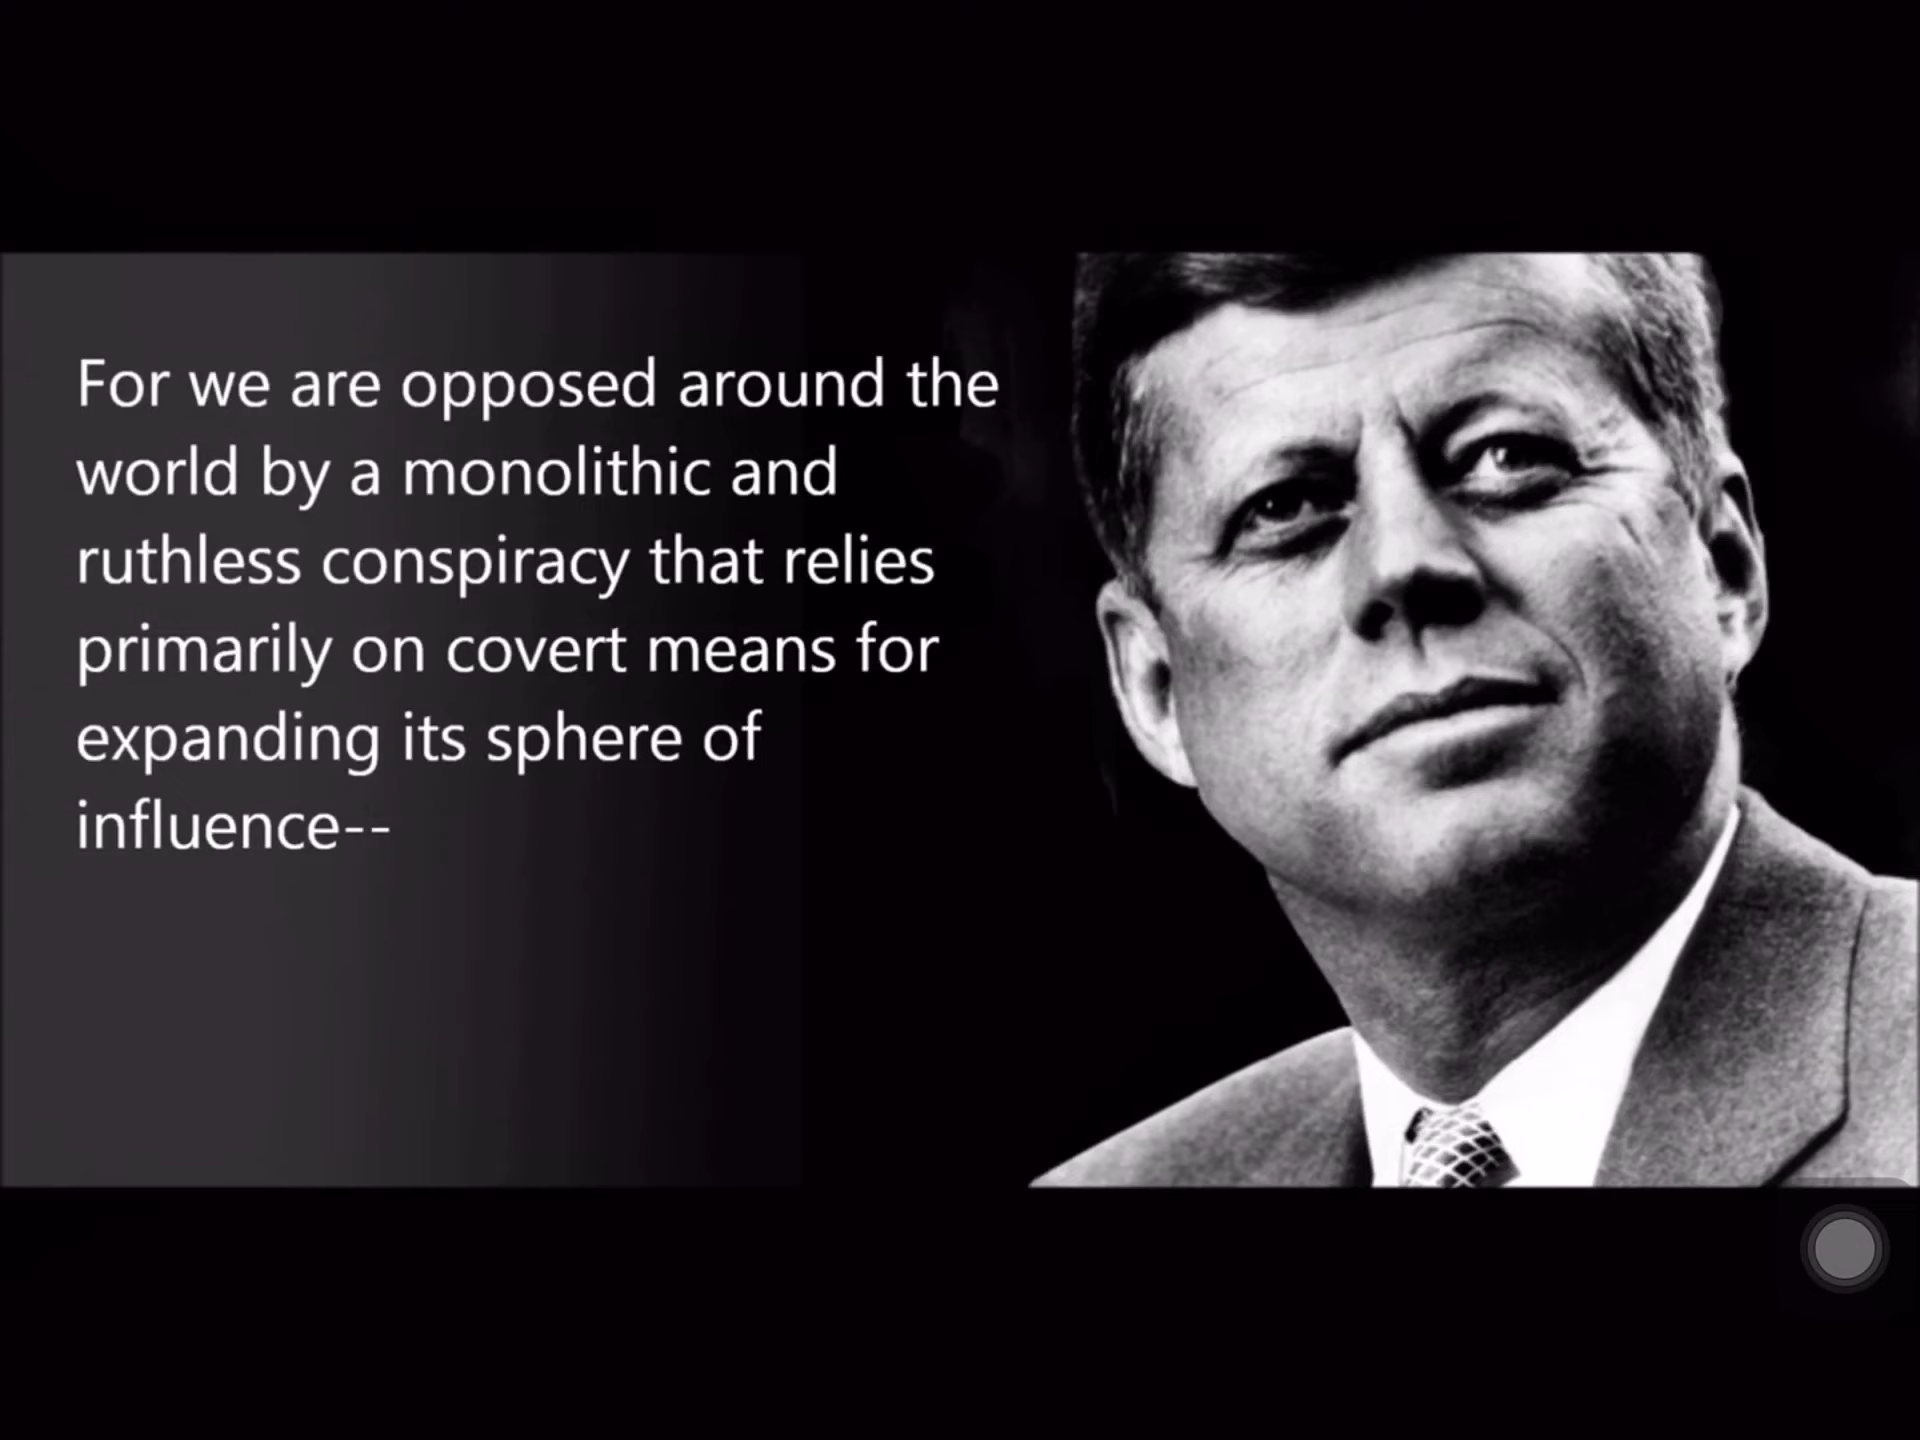 For we are opposed around the
world by a monolithic and
ruthless conspiracy that relies
primarily on covert means for
expanding its sphere of
influence--